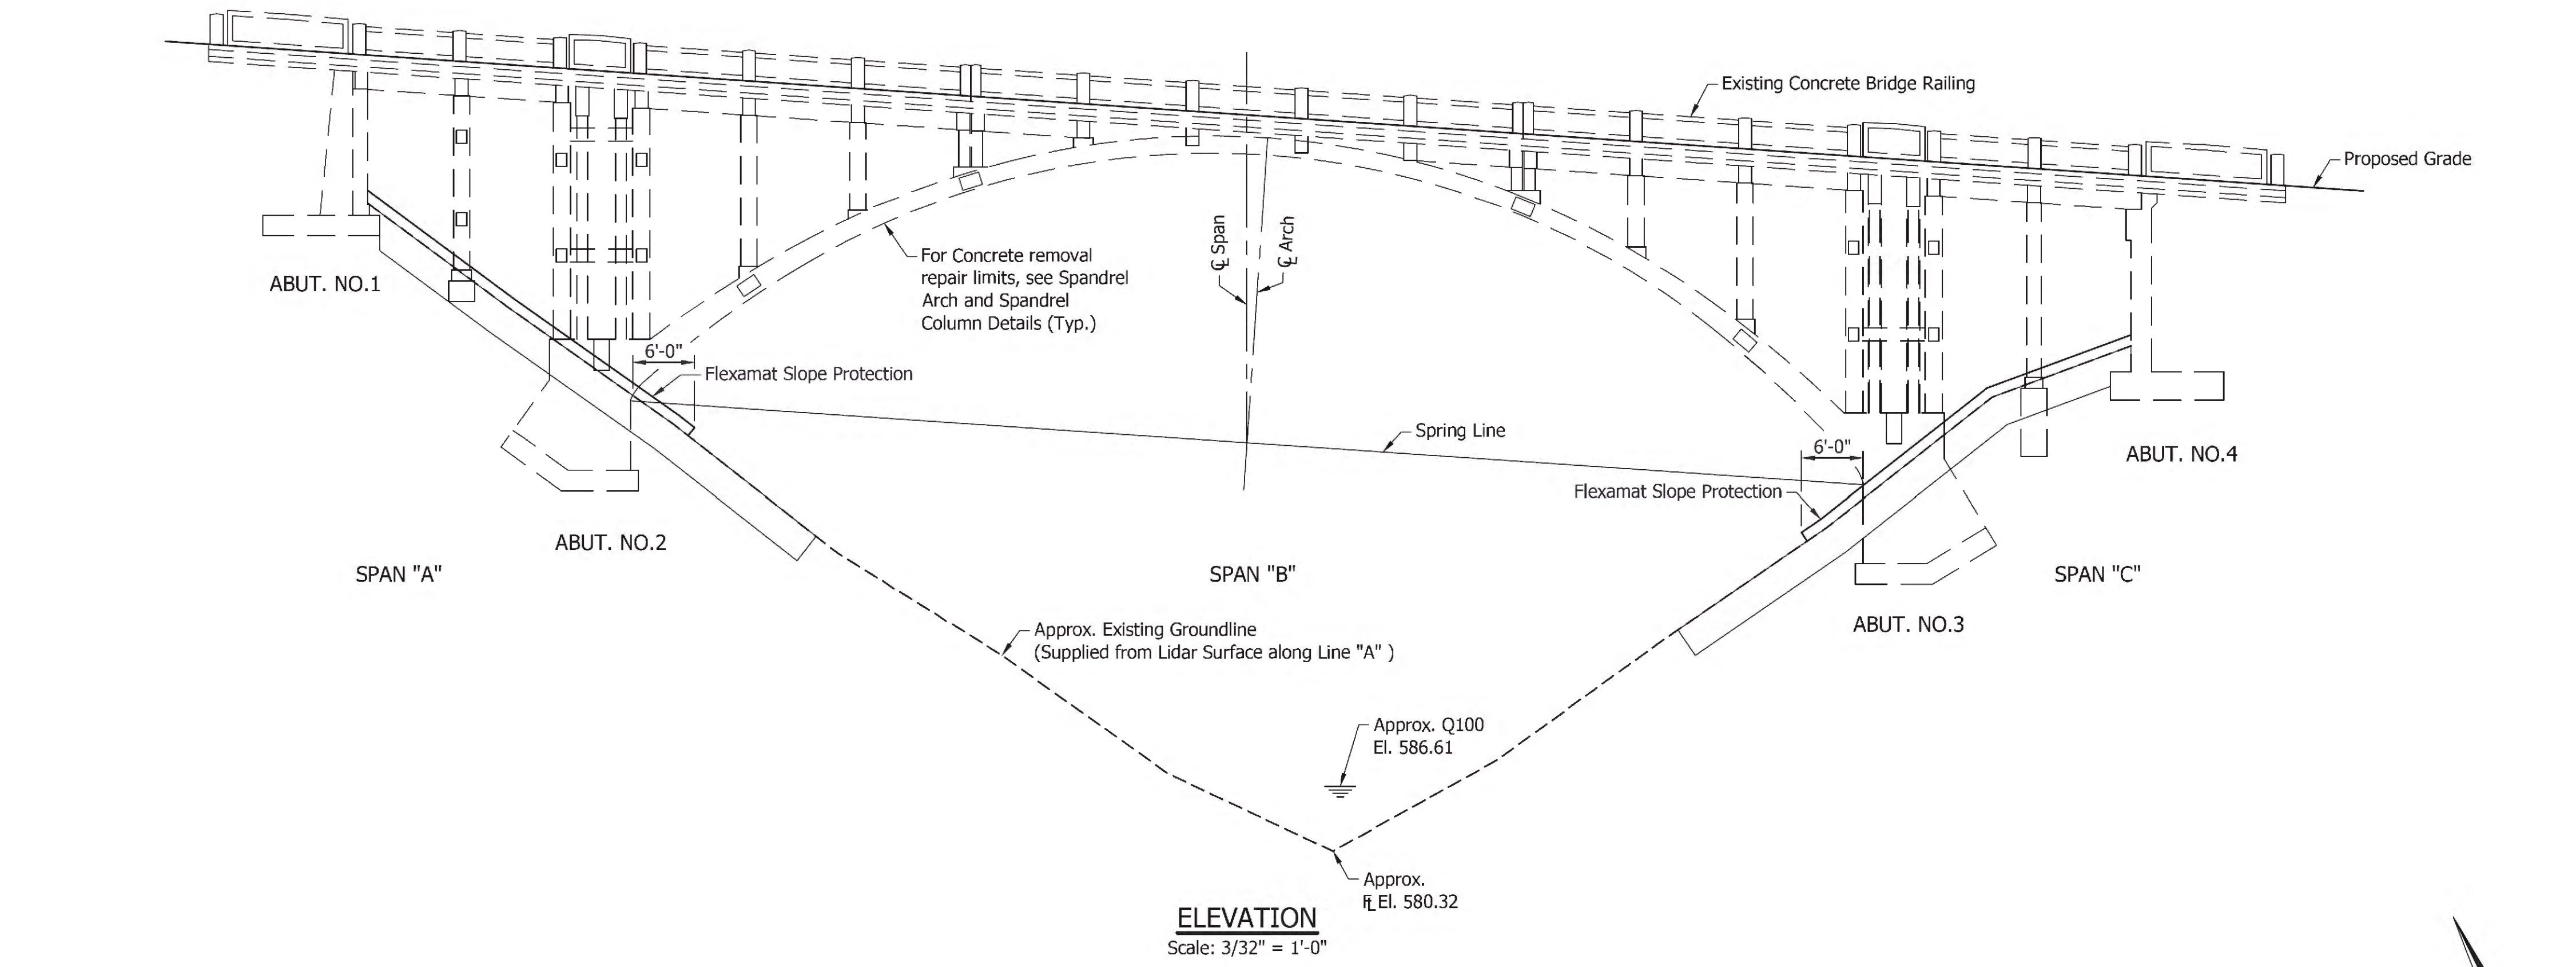 Existing Concrete Bridge Railing
Proposed Grade
℄ Span
℄ Arch
For Concrete removal
repair limits, see Spandrel
Arch and Spandrel
Column Details (Typ.)
ABUT. NO.1
6'-0"
Flexamat Slope Protection
Spring Line
6'-0"
ABUT. NO.4
Flexamat Slope Protection
ABUT. NO.2
SPAN "A"
SPAN "B"
SPAN "C"
ABUT. NO.3
Approx. Existing Groundline
(Supplied from Lidar Surface along Line "A" )
Approx. Q100
El. 586.61
Approx.
FL El. 580.32
ELEVATION
Scale: 3/32" = 1'-0"